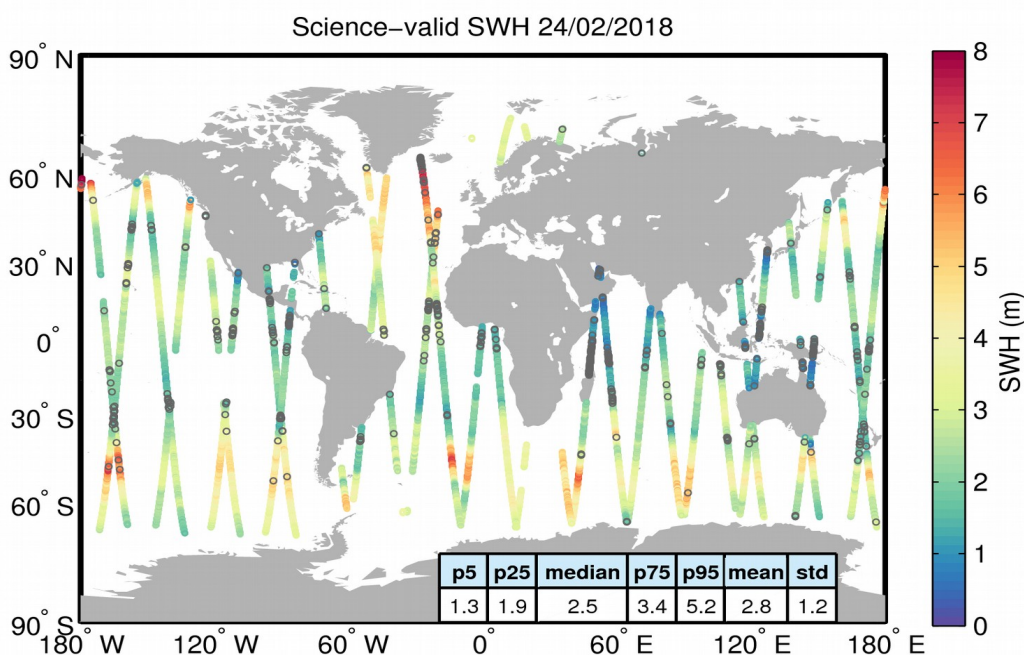 Science−valid SWH 24/02/2018
90° N
60° N
30° N
0°
30° S
60° S
90° S
180° W 120° W 60° W 0° 60° E 120° E 180° E
p5 p25 median p75 p95 mean std
1.3 1.9 2.5 3.4 5.2 2.8 1.2
8
7
6
5
4
3
2
1
0
SWH (m)